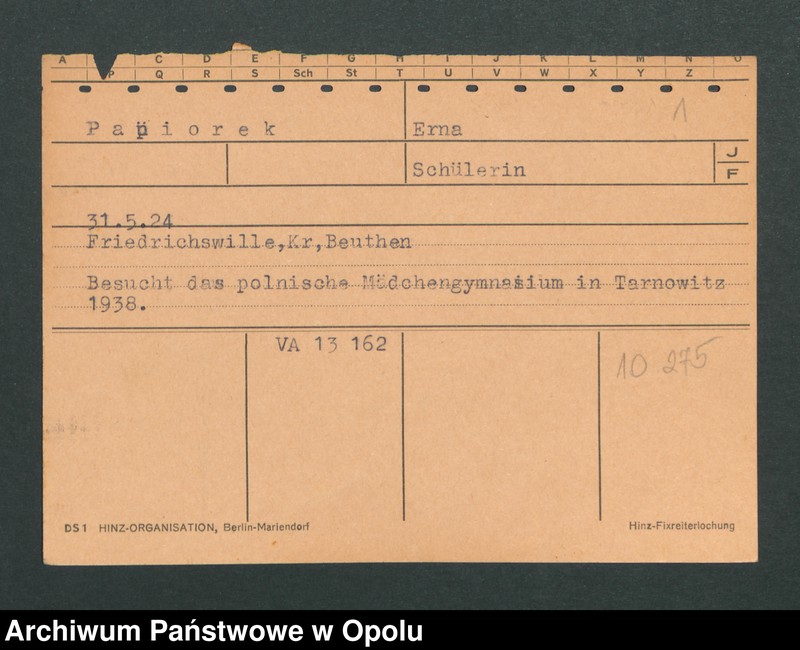 A C D E F G H I J K L M N O
P Q R S Sch St T U V W X Y Z
1
Papiorek Erna
Schülerin J
F
31.5.24
Friedrichswille,Kr,Beuthen
Besucht das polnische Mädchengymnasium in Tarnowitz
1938.
VA 13 162
10 275
DS1 HINZ-ORGANISATION, Berlin-Mariendorf Hinz-Fixreiterlochung
Archiwum Państwowe w Opolu